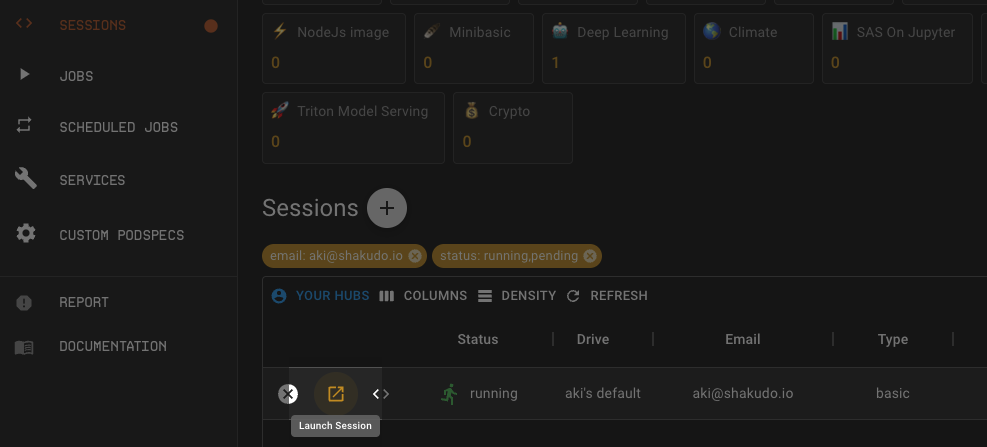 SESSIONS
JOBS
SCHEDULED JOBS
SERVICES
CUSTOM PODSPECS
REPORT
DOCUMENTATION
NodeJs image
0
Minibasic
0
Deep Learning
1
Climate
0
SAS On Jupyter
0
Triton Model Serving
0
Crypto
0
Sessions
email: aki@shakudo.io
status: running,pending
YOUR HUBS COLUMNS DENSITY REFRESH
Status Drive Email Type
running aki's default aki@shakudo.io basic
Launch Session